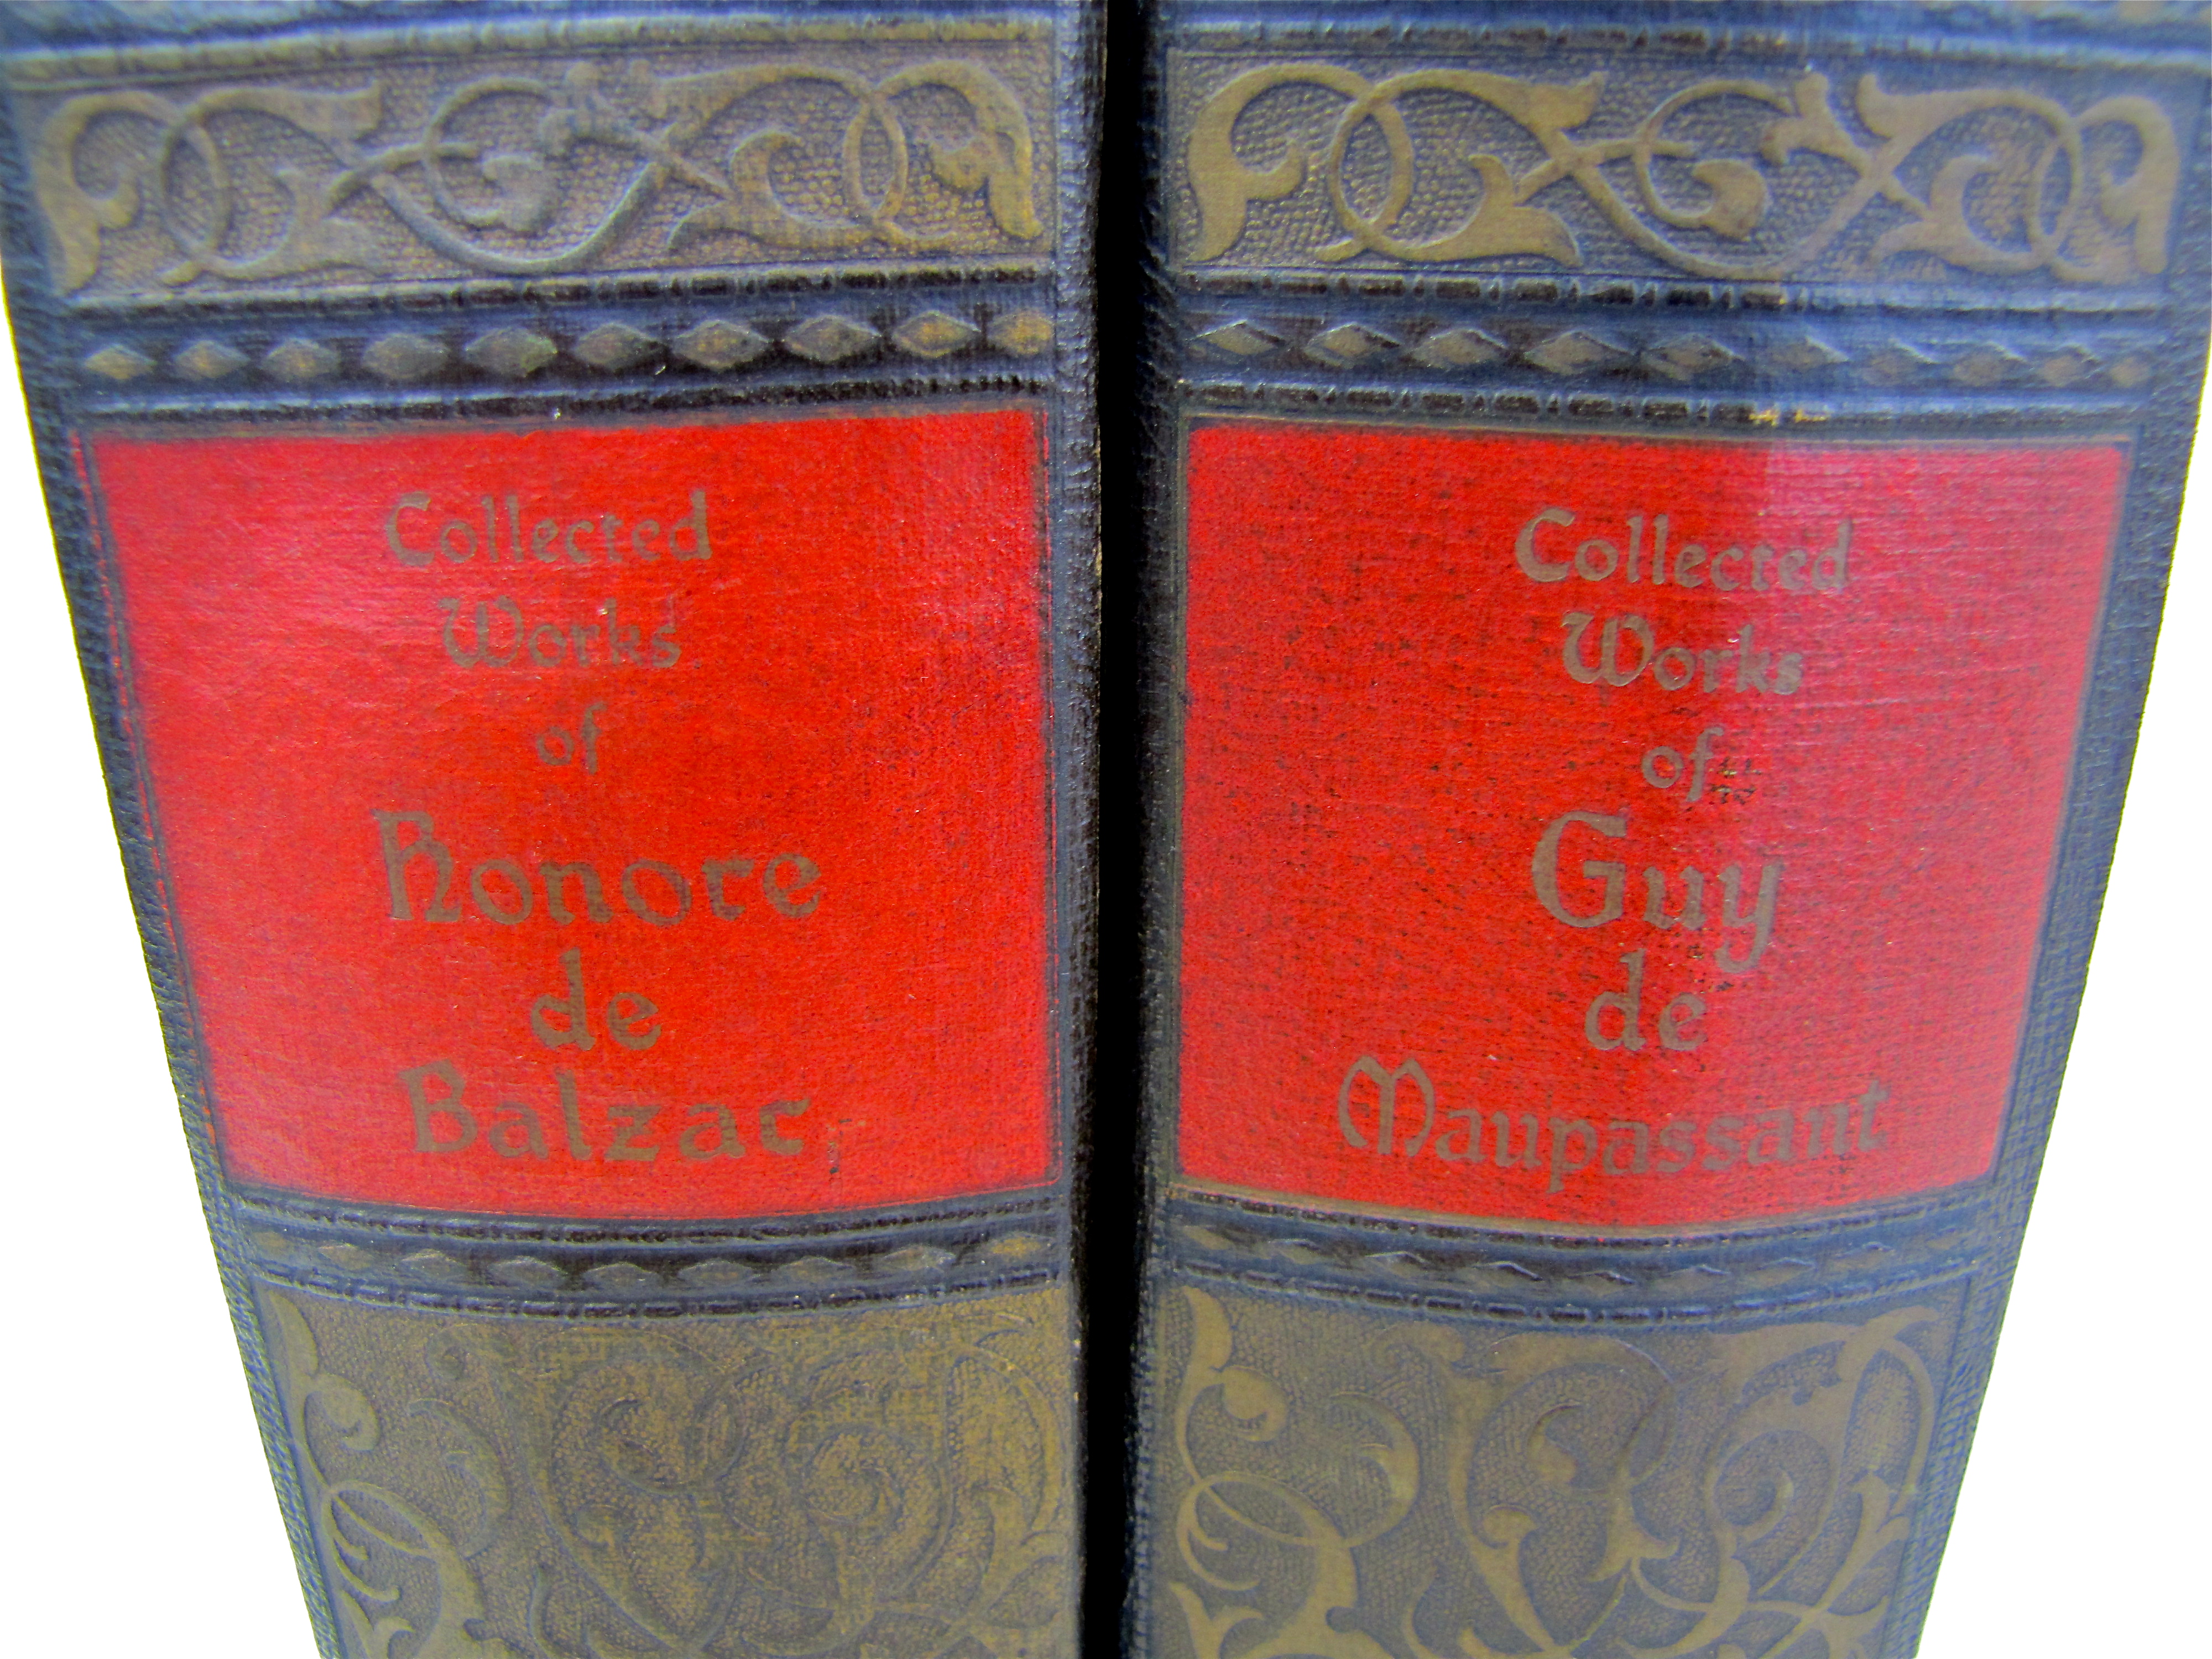 Collected
Works
of
Honore
de
Balzac
Collected
Works
of
Guy
de
Maupassant